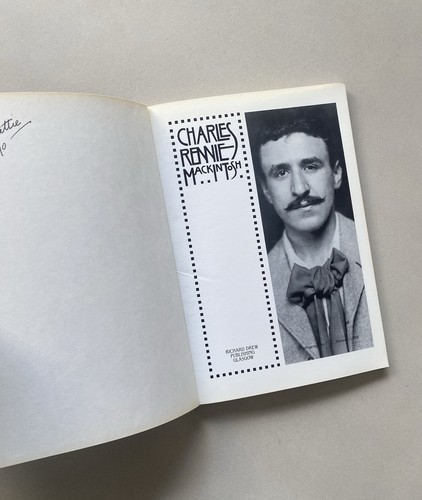 CHARLES
RENNIE
MACKINTOSH
RICHARD DREW
PUBLISHING
GLASGOW